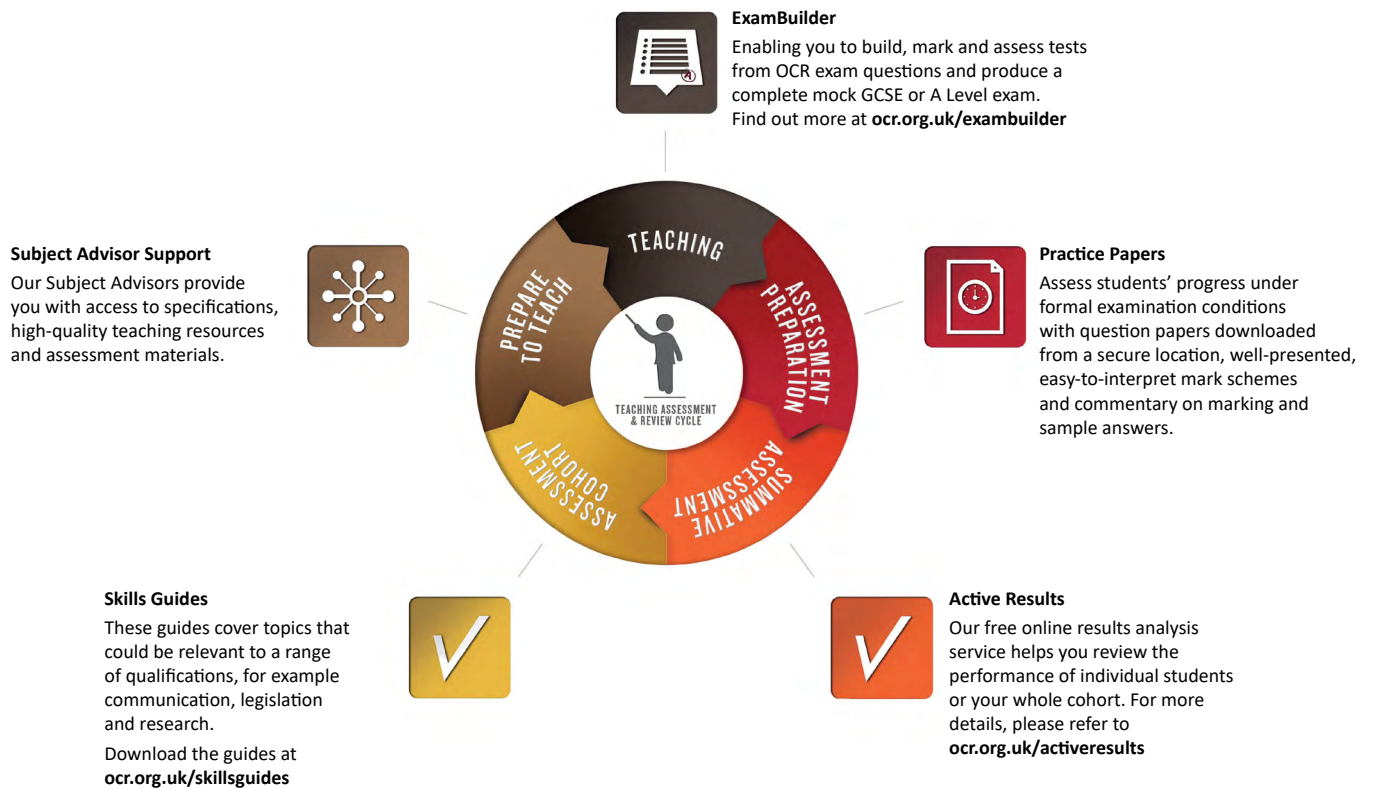 ExamBuilder
Enabling you to build, mark and assess tests
from OCR exam questions and produce a
complete mock GCSE or A Level exam.
Find out more at ocr.org.uk/exambuilder
Subject Advisor Support
Our Subject Advisors provide
you with access to specifications,
high-quality teaching resources
and assessment materials.
TEACHING
PREPARE
TO TEACH
ASSESSMENT
PREPARATION
SUMMATIVE
ASSESSMENT
ASSESSMENT
COHORT
TEACHING ASSESSMENT
& REVIEW CYCLE
A
Practice Papers
Assess students’ progress under
formal examination conditions
with question papers downloaded
from a secure location, well-presented,
easy-to-interpret mark schemes
and commentary on marking and
sample answers.
Skills Guides
These guides cover topics that
could be relevant to a range
of qualifications, for example
communication, legislation
and research.
Download the guides at
ocr.org.uk/skillsguides
Active Results
Our free online results analysis
service helps you review the
performance of individual students
or your whole cohort. For more
details, please refer to
ocr.org.uk/activeresults